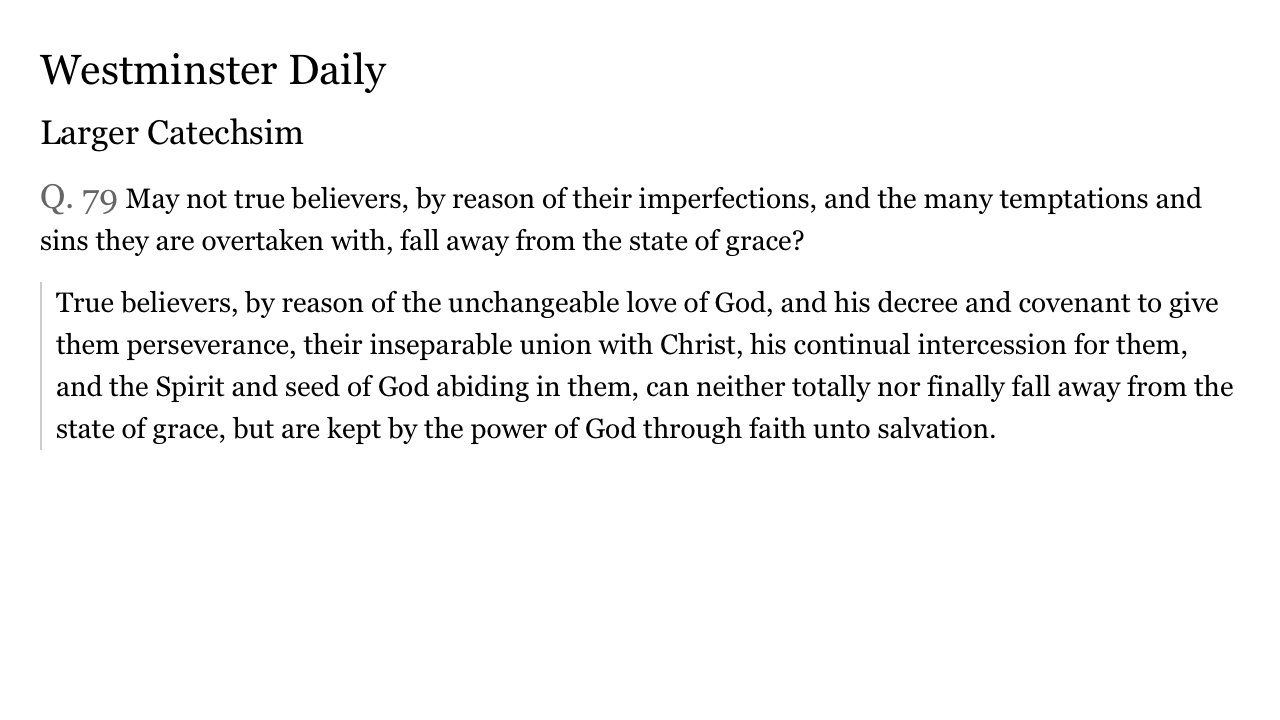 Westminster Daily
Larger Catechsim
Q. 79 May not true believers, by reason of their imperfections, and the many temptations and
sins they are overtaken with, fall away from the state of grace?
True believers, by reason of the unchangeable love of God, and his decree and covenant to give
them perseverance, their inseparable union with Christ, his continual intercession for them,
and the Spirit and seed of God abiding in them, can neither totally nor finally fall away from the
state of grace, but are kept by the power of God through faith unto salvation.